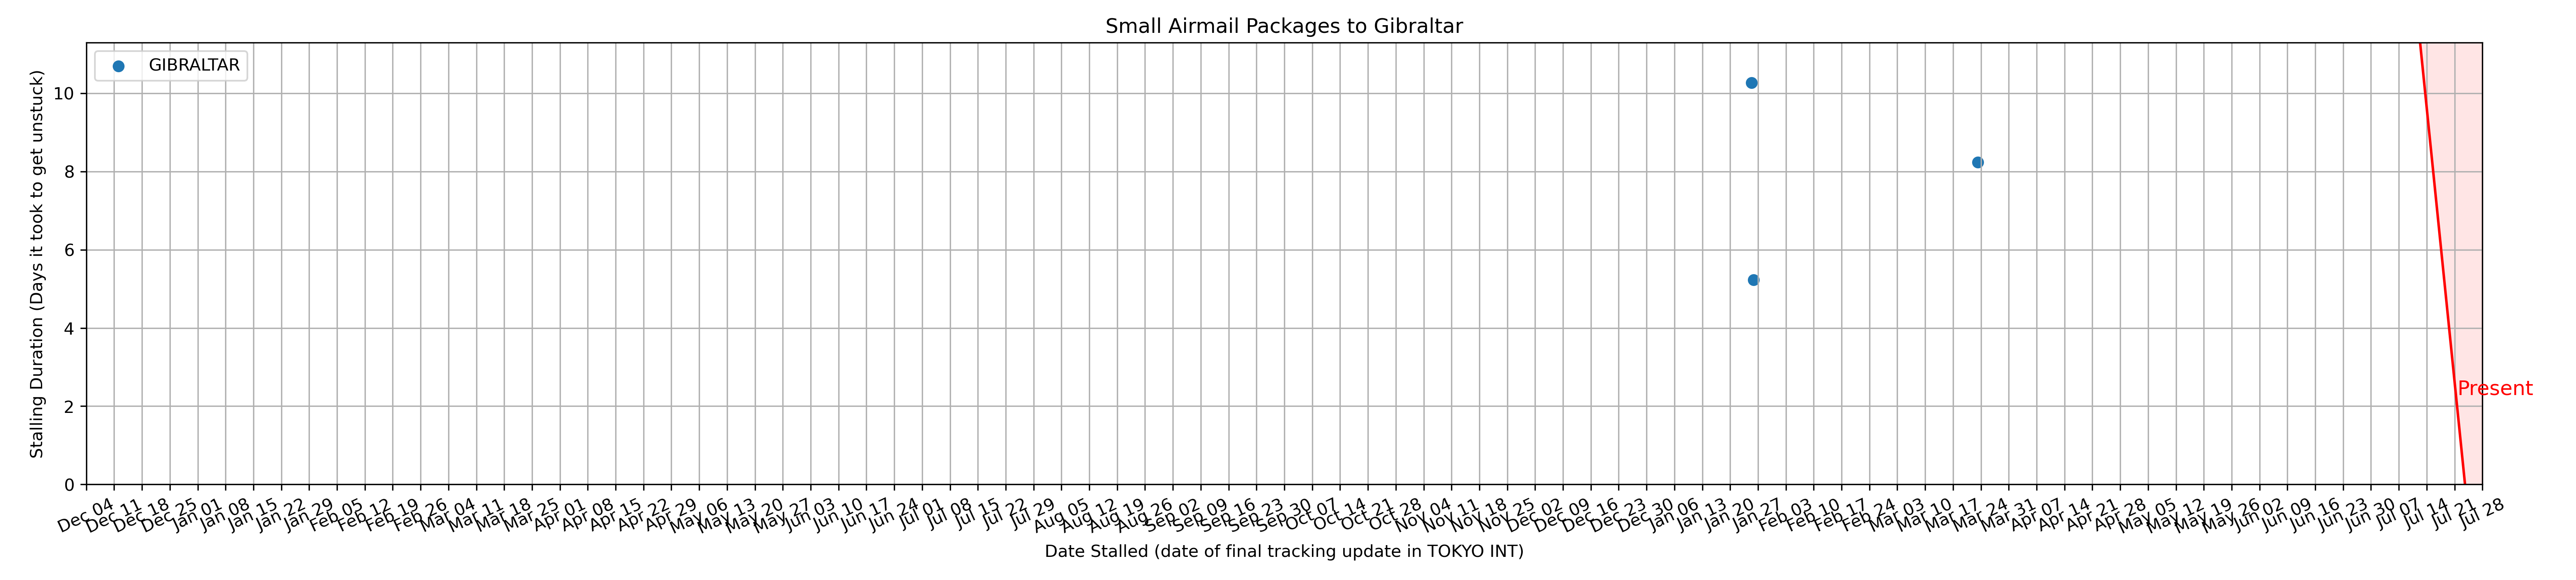 Small Airmail Packages to Gibraltar
GIBRALTAR
Stalling Duration (Days it took to get unstuck)
10
8
6
4
2
0
Present
Dec 04 Dec 11 Dec 18 Dec 25 Jan 01 Jan 08 Jan 15 Jan 22 Jan 29 Feb 05 Feb 12 Feb 19 Feb 26 Mar 04 Mar 11 Mar 18 Mar 25 Apr 01 Apr 08 Apr 15 Apr 22 Apr 29 May 06 May 13 May 20 May 27 Jun 03 Jun 10 Jun 17 Jun 24 Jul 01 Jul 08 Jul 15 Jul 22 Jul 29 Aug 05 Aug 12 Aug 19 Aug 26 Sep 02 Sep 09 Sep 16 Sep 23 Sep 30 Oct 07 Oct 14 Oct 21 Oct 28 Nov 04 Nov 11 Nov 18 Nov 25 Dec 02 Dec 09 Dec 16 Dec 23 Dec 30 Jan 06 Jan 13 Jan 20 Jan 27 Feb 03 Feb 10 Feb 17 Feb 24 Mar 03 Mar 10 Mar 17 Mar 24 Mar 31 Apr 07 Apr 14 Apr 21 Apr 28 May 05 May 12 May 19 May 26 Jun 02 Jun 09 Jun 16 Jun 23 Jun 30 Jul 07 Jul 14 Jul 21 Jul 28
Date Stalled (date of final tracking update in TOKYO INT)